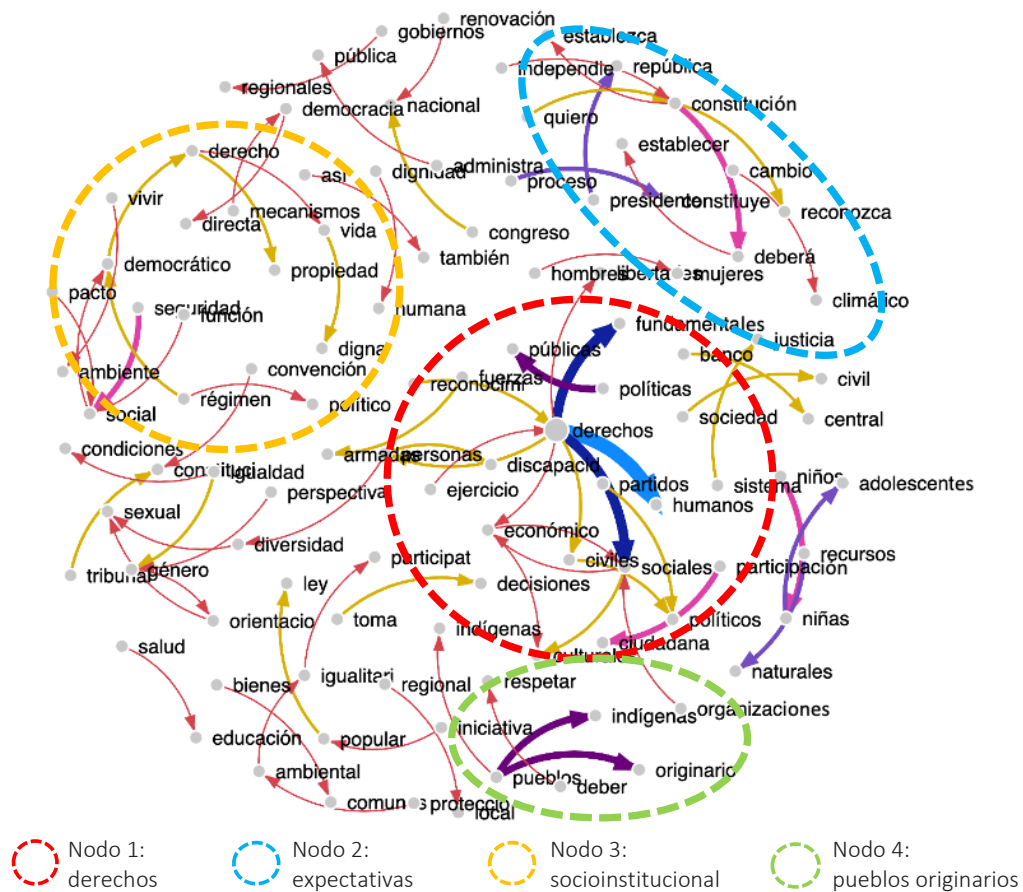 renovación
gobiernos
establezca
pública
independie
república
regionales
democracia
nacional
constitución
quiero
establecer
derecho
administra
así
dignidad
cambio
proceso
vivir
presidente
constituye
mecanismos
reconozca
directa
vida
congreso
también
deberá
democrático
propiedad
hombres
mujeres
pacto
climático
seguridad
función
humana
fundamentales
justicia
digna
públicas
banco
convención
ambiente
fuerzas
reconocimi
políticas
civil
régimen
político
social
sociedad
central
derechos
condiciones
armadas
personas
discapacid
igualdad
niños
partidos
sistema
adolescentes
perspectiva
ejercicio
humanos
sexual
económico
diversidad
participat
civiles
sociales
participación
recursos
tribunal
género
ley
decisiones
orientacio
toma
políticos
niñas
indígenas
ciudadana
salud
culturales
naturales
igualitari
regional
respetar
bienes
indígenas
organizaciones
iniciativa
educación
popular
ambiental
pueblos
originario
deber
comunes
protecció
local
Nodo 1:
derechos
Nodo 2:
expectativas
Nodo 3:
socioinstitucional
Nodo 4:
pueblos originarios